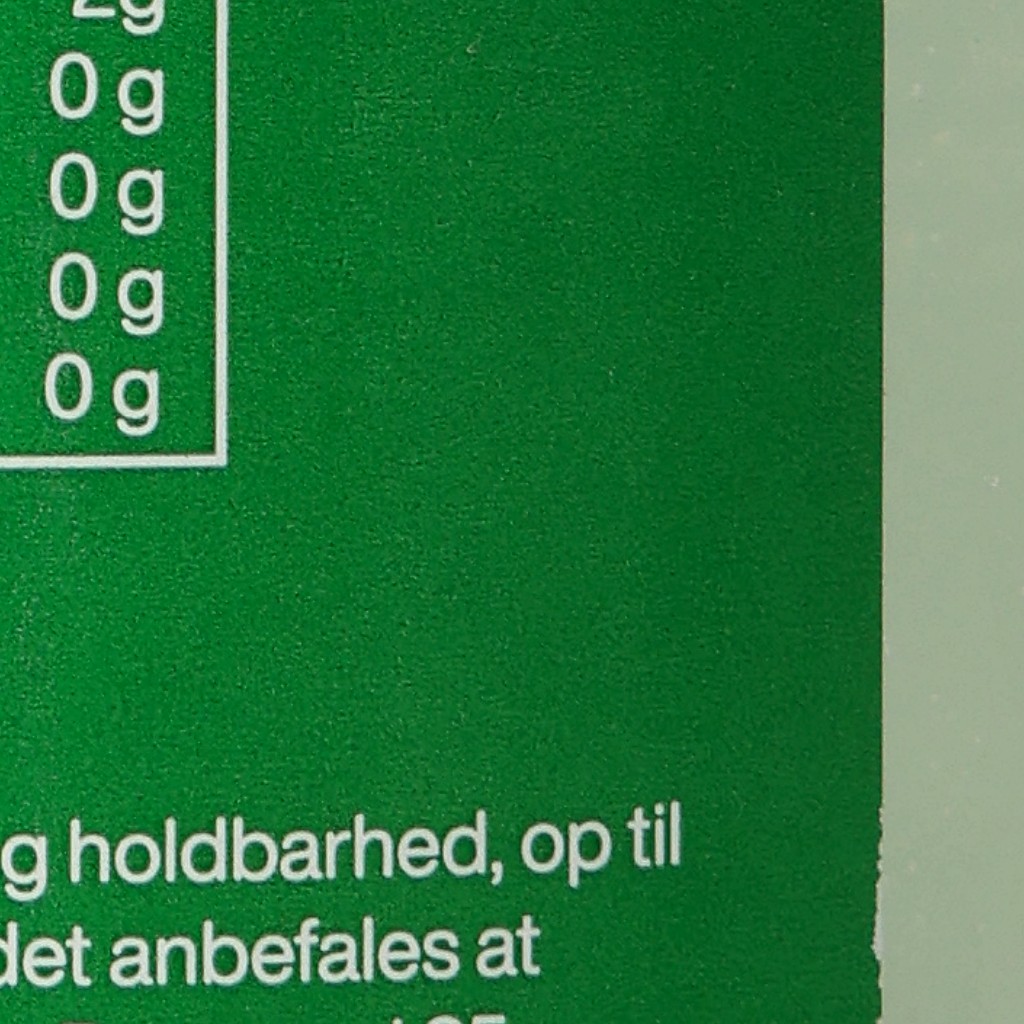 0 g
0 g
0 g
0 g
holdbarhed, op til
det anbefales at